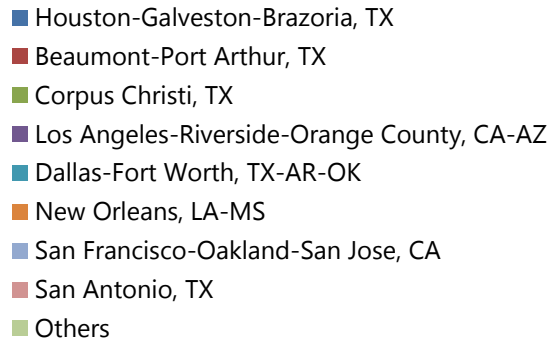 Houston-Galveston-Brazoria, TX
Beaumont-Port Arthur, TX
Corpus Christi, TX
Los Angeles-Riverside-Orange County, CA-AZ
Dallas-Fort Worth, TX-AR-OK
New Orleans, LA-MS
San Francisco-Oakland-San Jose, CA
San Antonio, TX
Others